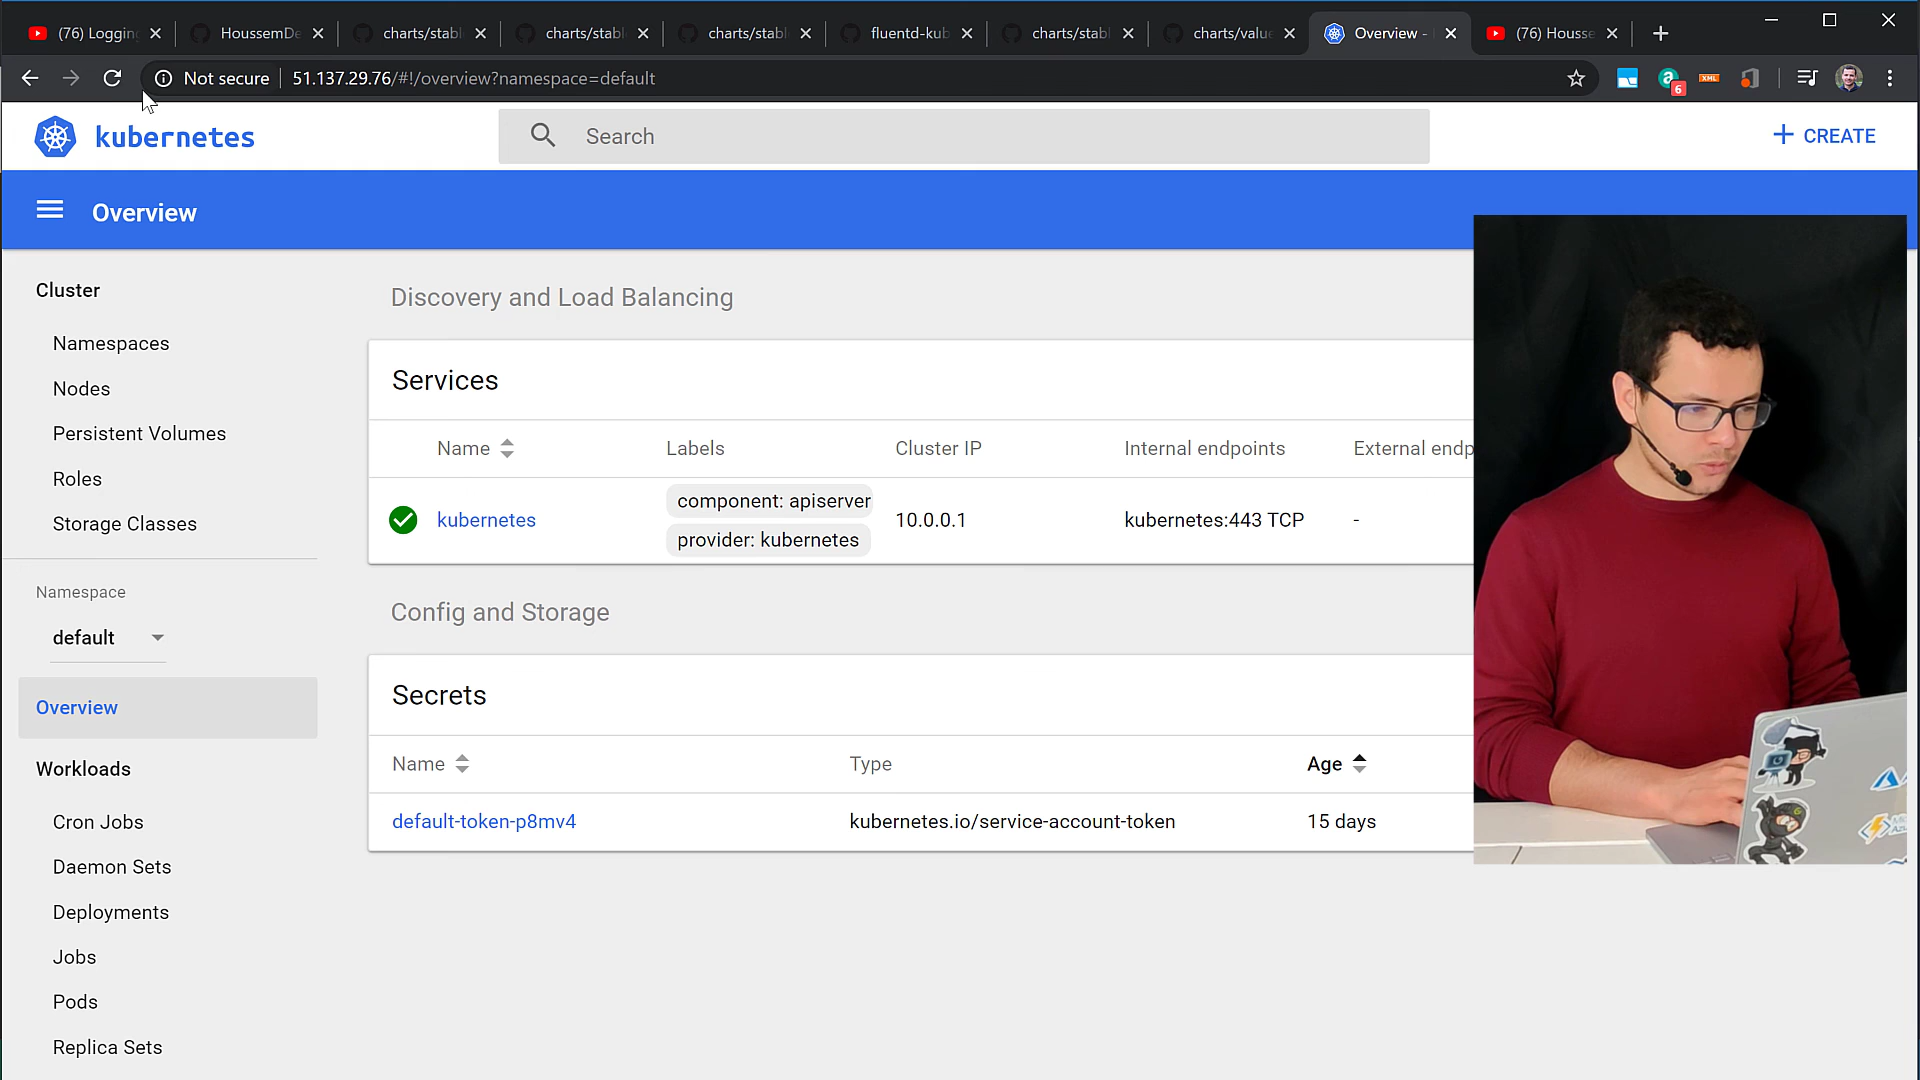 (76) Logging
HoussemDe
charts/stabl
charts/stabl
charts/stabl
fluentd-kub
charts/stabl
charts/value
Overview -
(76) Housse
Not secure
51.137.29.76/#!/overview?namespace=default
6
XML
kubernetes
Search
+ CREATE
Overview
Cluster
Namespaces
Nodes
Persistent Volumes
Roles
Storage Classes
Namespace
default
Overview
Workloads
Cron Jobs
Daemon Sets
Deployments
Jobs
Pods
Replica Sets
Discovery and Load Balancing
Services
Name
Labels
Cluster IP
Internal endpoints
External endp
kubernetes
component: apiserver
provider: kubernetes
10.0.0.1
kubernetes:443 TCP
-
Config and Storage
Secrets
Name
Type
Age
default-token-p8mv4
kubernetes.io/service-account-token
15 days